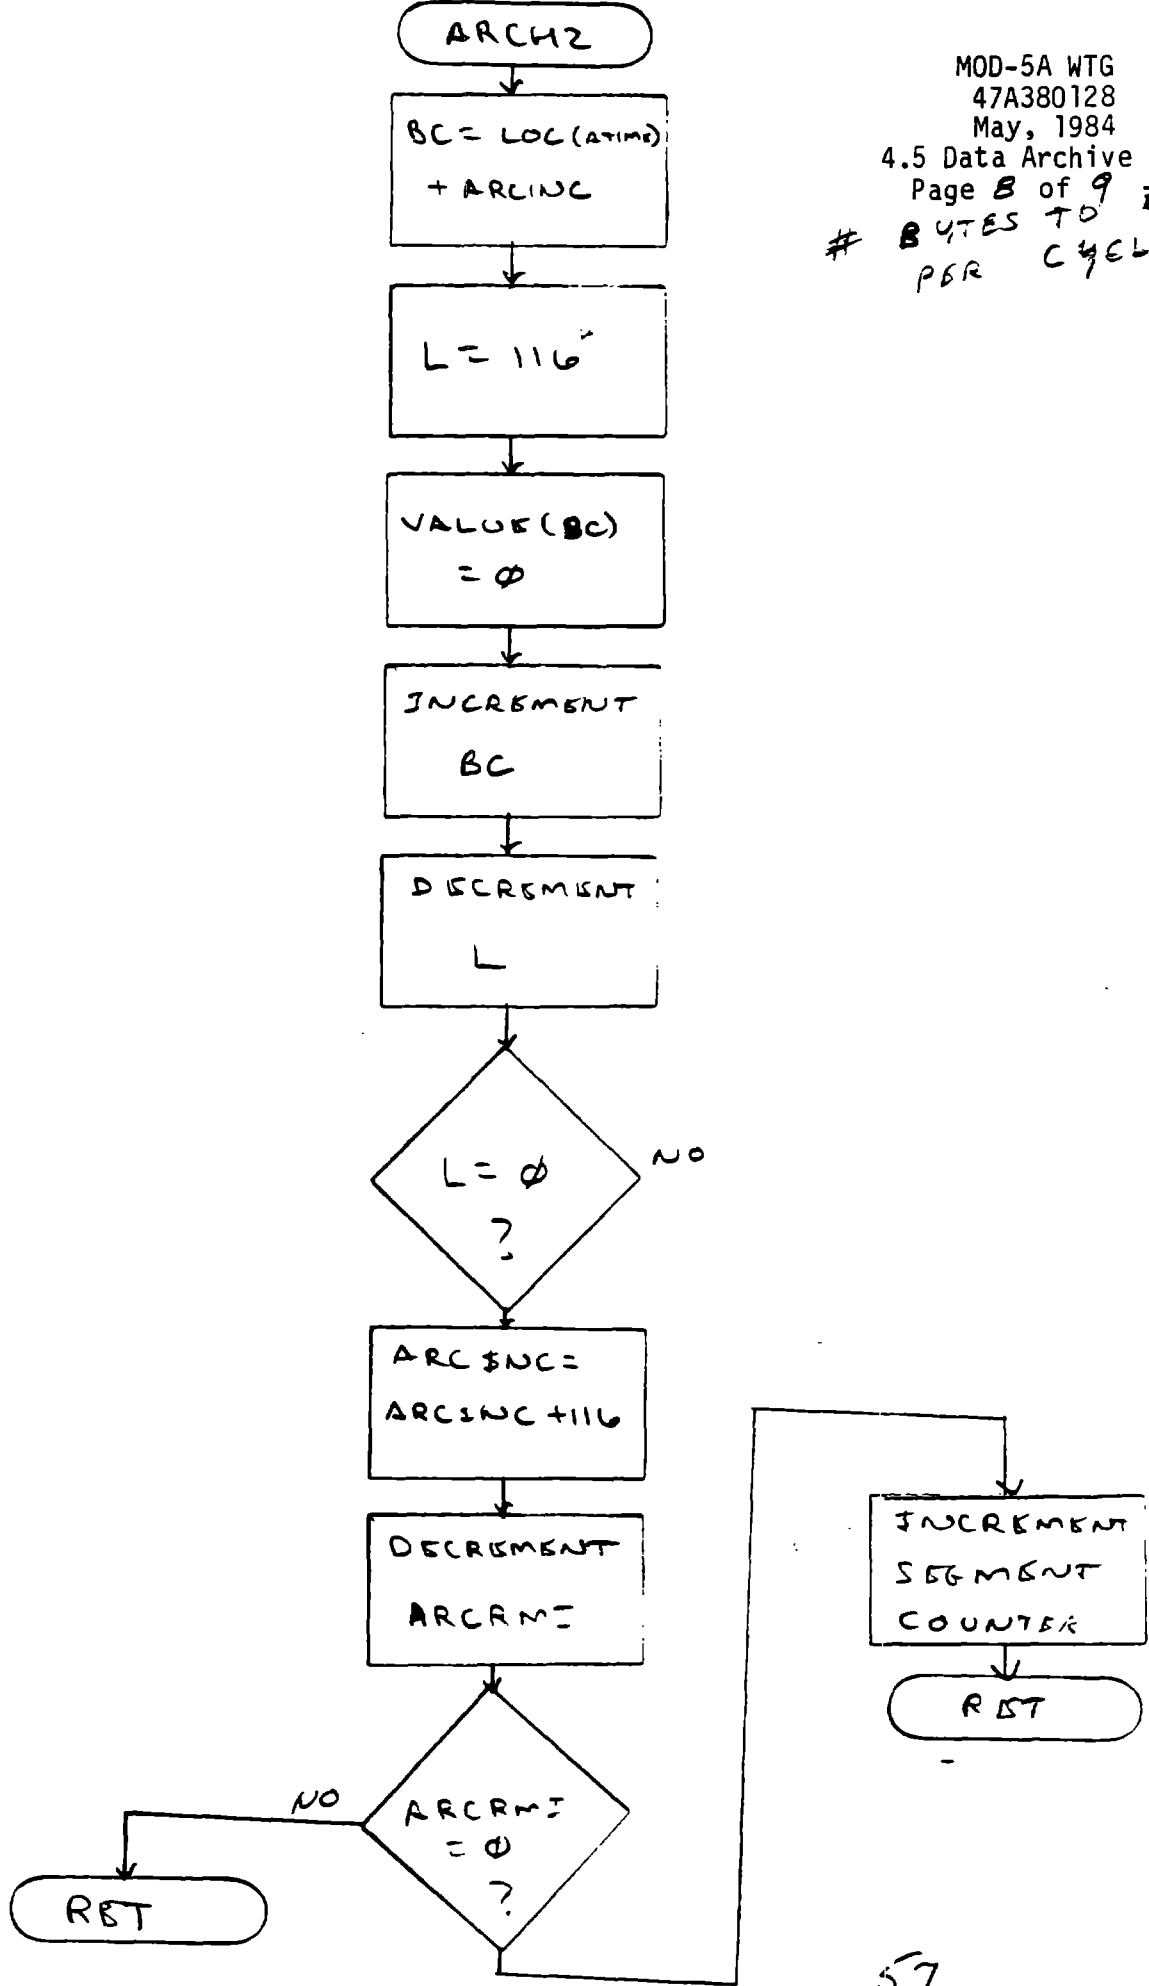 ARCH2
MOD-5A WTG
47A380128
May, 1984
4.5 Data Archive
Page 8 of 9
# BYTES TO
PER CYCL
BC = LOC(ATIME)
+ ARCINC
L = 116
VALUE(BC)
= Ø
INCREMENT
BC
DECREMENT
L
L = Ø
?
NO
ARCINC =
ARCINC +116
DECREMENT
ARCRMI
ARCRMI
= Ø
?
NO
RET
INCREMENT
SEGMENT
COUNTER
RET
57